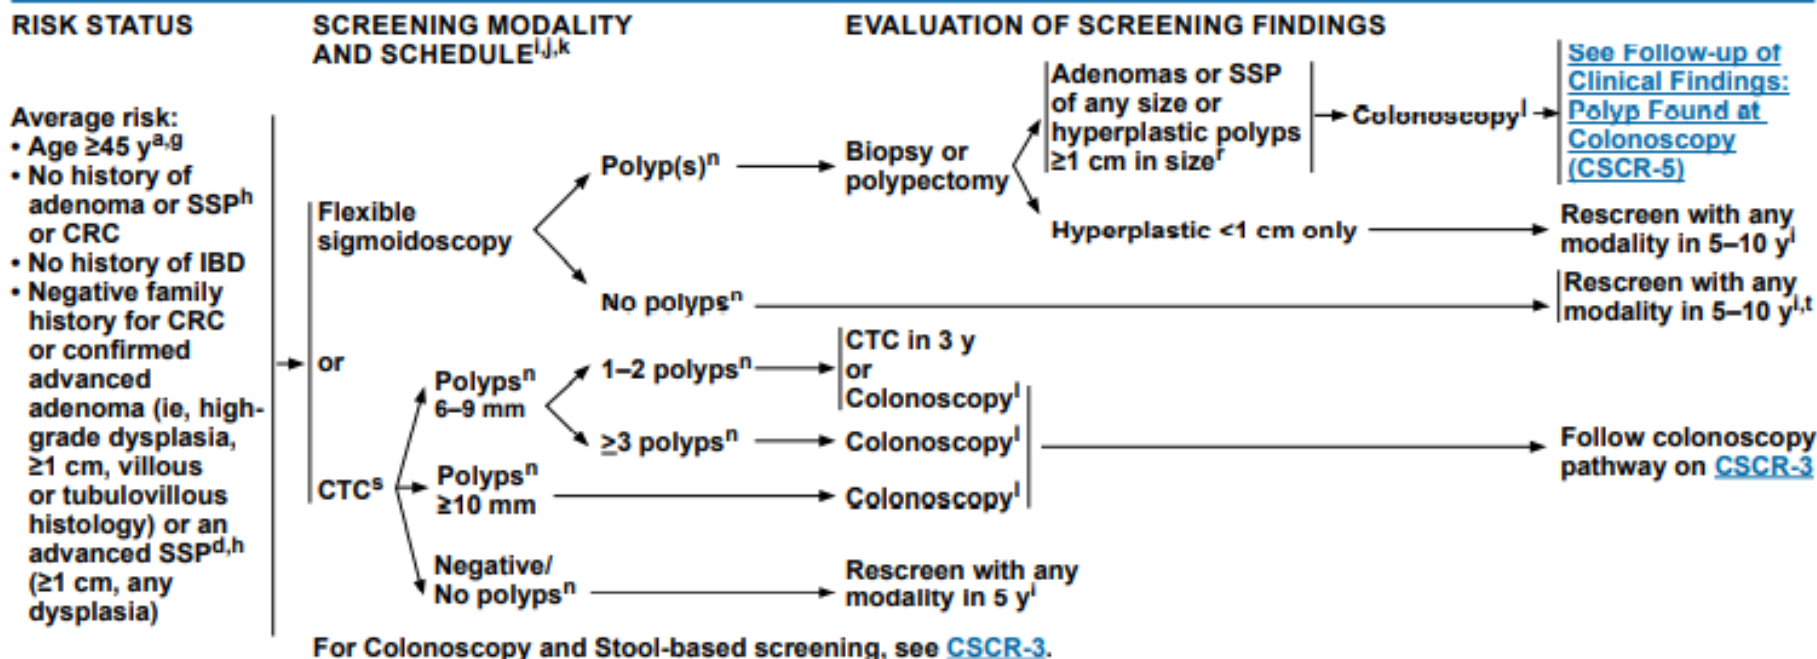 RISK STATUS
SCREENING MODALITY
AND SCHEDULEi,j,k
EVALUATION OF SCREENING FINDINGS
Average risk:
• Age ≥45 ya,g
• No history of
adenoma or SSPh
or CRC
• No history of IBD
• Negative family
history for CRC
or confirmed
advanced
adenoma (ie, high-
grade dysplasia,
≥1 cm, villous
or tubulovillous
histology) or an
advanced SSPd,h
(≥1 cm, any
dysplasia)
Flexible
sigmoidoscopy
or
CTCs
Polyp(s)n
Biopsy or
polypectomy
Adenomas or SSP
of any size or
hyperplastic polyps
≥1 cm in sizer
Colonoscopyl
See Follow-up of
Clinical Findings:
Polyp Found at
Colonoscopy
(CSCR-5)
Hyperplastic <1 cm only
Rescreen with any
modality in 5–10 yi
No polypsn
Rescreen with any
modality in 5–10 yi,t
Polypsn
6–9 mm
1–2 polypsn
CTC in 3 y
or
Colonoscopyl
≥3 polypsn
Colonoscopyl
Polypsn
≥10 mm
Colonoscopyl
Follow colonoscopy
pathway on CSCR-3
Negative/
No polypsn
Rescreen with any
modality in 5 yi
For Colonoscopy and Stool-based screening, see CSCR-3.